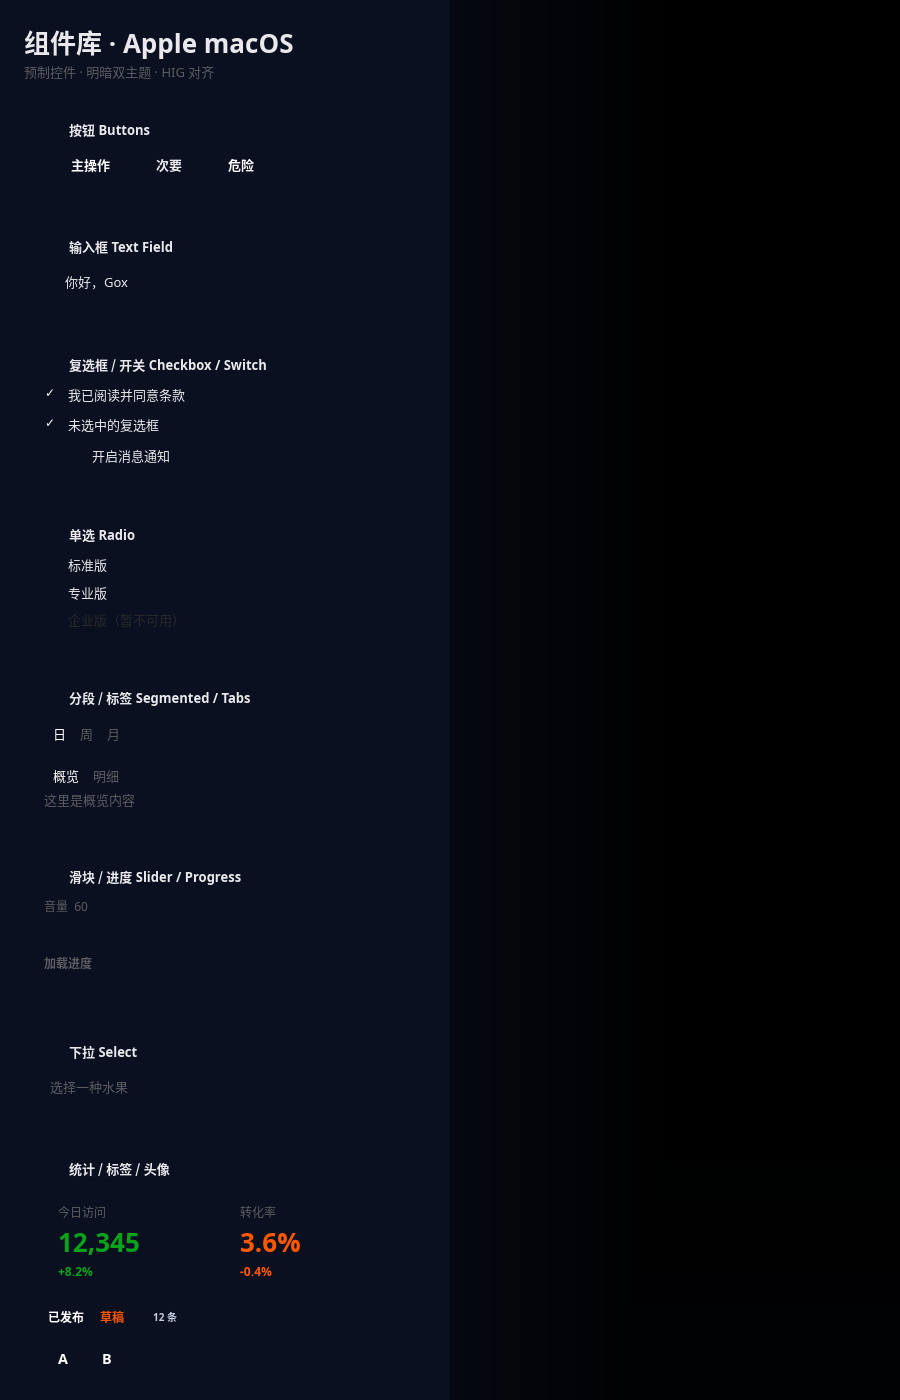 组件库 · Apple macOS
预制控件 · 明暗双主题 · HIG 对齐
按钮 Buttons
主操作 次要 危险
输入框 Text Field
你好，Gox
复选框 / 开关 Checkbox / Switch
✓ 我已阅读并同意条款
✓ 未选中的复选框
开启消息通知
单选 Radio
标准版
专业版
企业版（暂不可用）
分段 / 标签 Segmented / Tabs
日 周 月
概览 明细
这里是概览内容
滑块 / 进度 Slider / Progress
音量 60
加载进度
下拉 Select
选择一种水果
统计 / 标签 / 头像
今日访问 转化率
12,345 3.6%
+8.2% -0.4%
已发布 草稿 12 条
A B